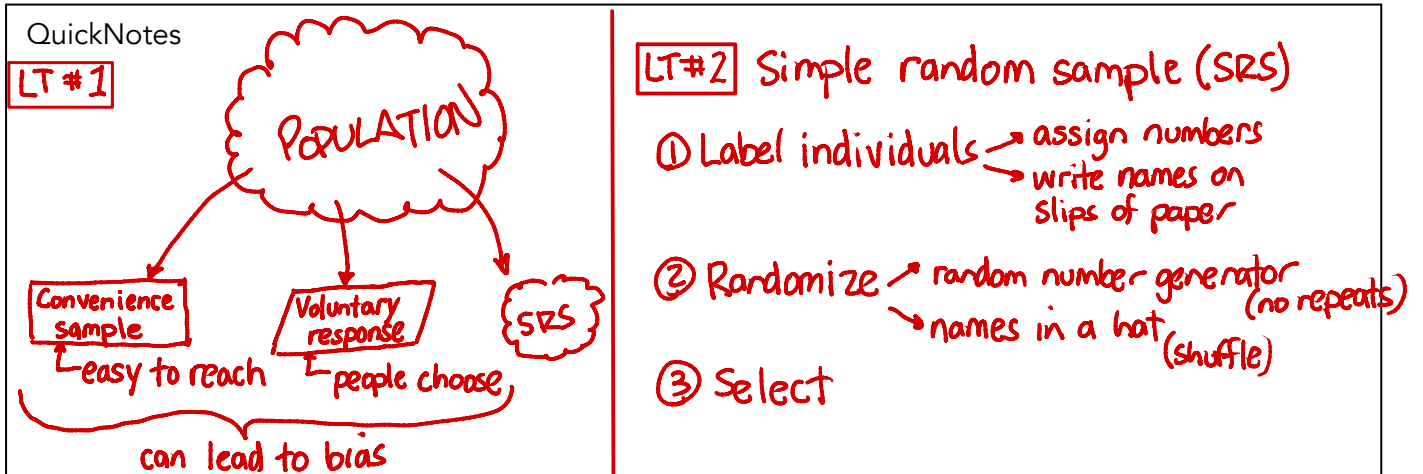 QuickNotes
LT #1
POPULATION
Convenience
sample
easy to reach
Voluntary
response
people choose
SRS
can lead to bias
LT#2 Simple random sample (SRS)
① Label individuals
assign numbers
write names on
slips of paper
② Randomize
random number generator
(no repeats)
names in a hat
(shuffle)
③ Select